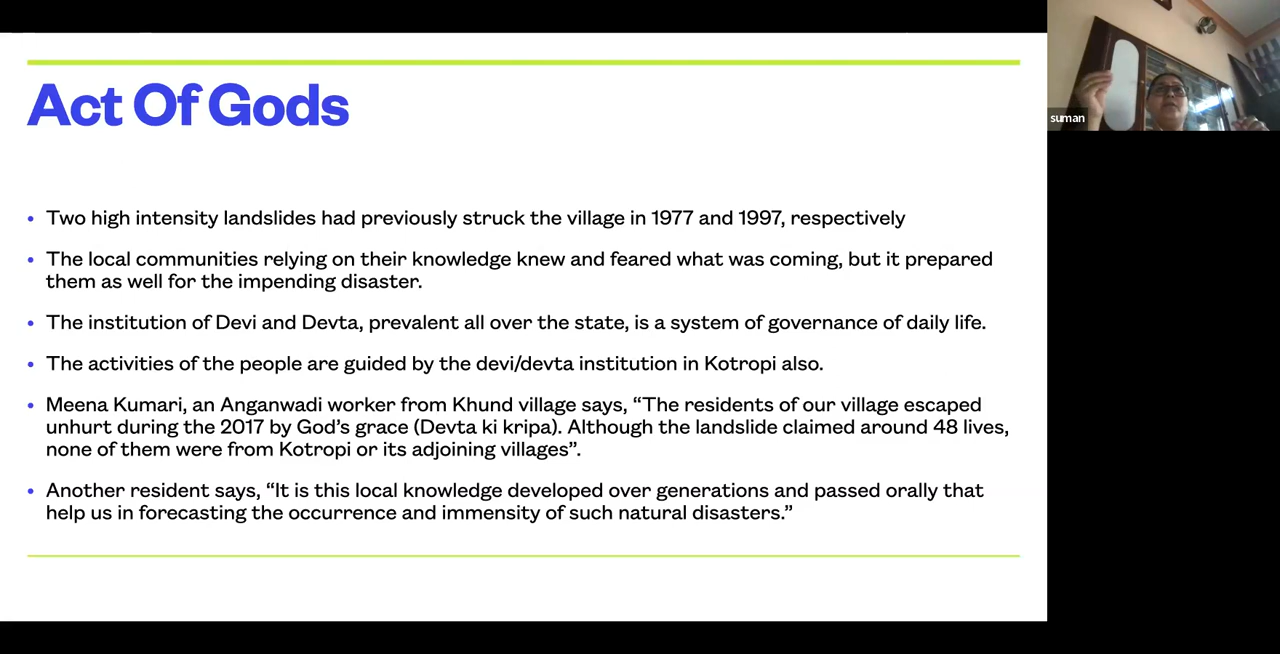 Act Of Gods
• Two high intensity landslides had previously struck the village in 1977 and 1997, respectively
• The local communities relying on their knowledge knew and feared what was coming, but it prepared
them as well for the impending disaster.
• The institution of Devi and Devta, prevalent all over the state, is a system of governance of daily life.
• The activities of the people are guided by the devi/devta institution in Kotropi also.
• Meena Kumari, an Anganwadi worker from Khund village says, “The residents of our village escaped
unhurt during the 2017 by God’s grace (Devta ki kripa). Although the landslide claimed around 48 lives,
none of them were from Kotropi or its adjoining villages”.
• Another resident says, “It is this local knowledge developed over generations and passed orally that
help us in forecasting the occurrence and immensity of such natural disasters.”
suman